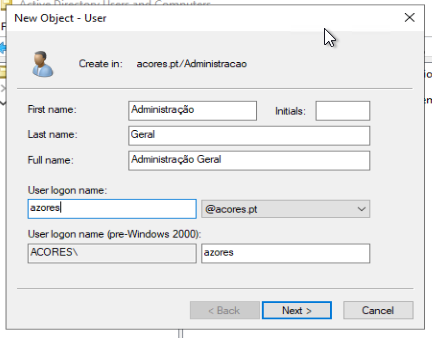 Active Directory Users and Computers
New Object - User
Create in: acores.pt/Administracao
First name: Administração Initials:
Last name: Geral
Full name: Administração Geral
User logon name:
azores @acores.pt
User logon name (pre-Windows 2000):
ACORES\ azores
< Back Next > Cancel